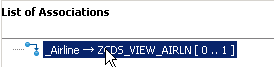 List of Associations
_Airline → ZCDS_VIEW_AIRLN [ 0 .. 1 ]